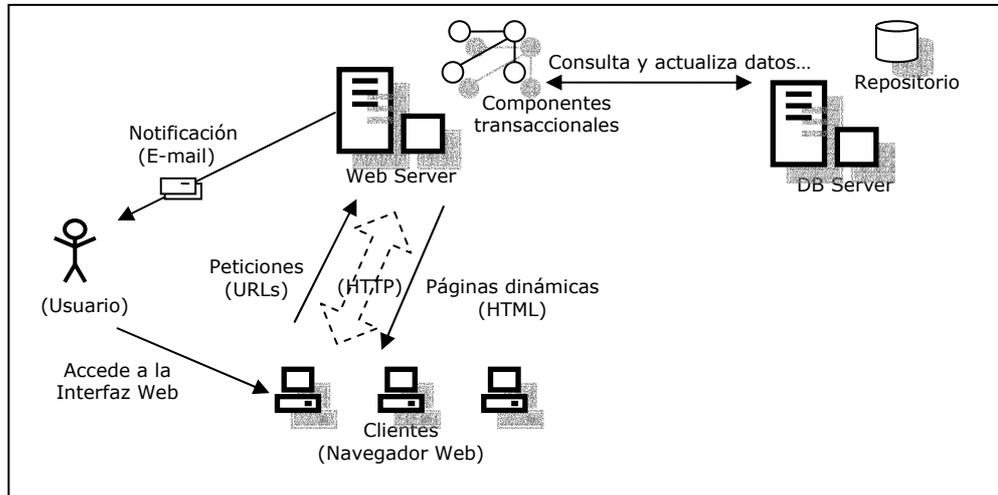 Consulta y actualiza datos…
Repositorio
Componentes
transaccionales
Notificación
(E-mail)
Web Server
DB Server
Peticiones
(URLs)
(HTTP)
Páginas dinámicas
(HTML)
(Usuario)
Accede a la
Interfaz Web
Clientes
(Navegador Web)